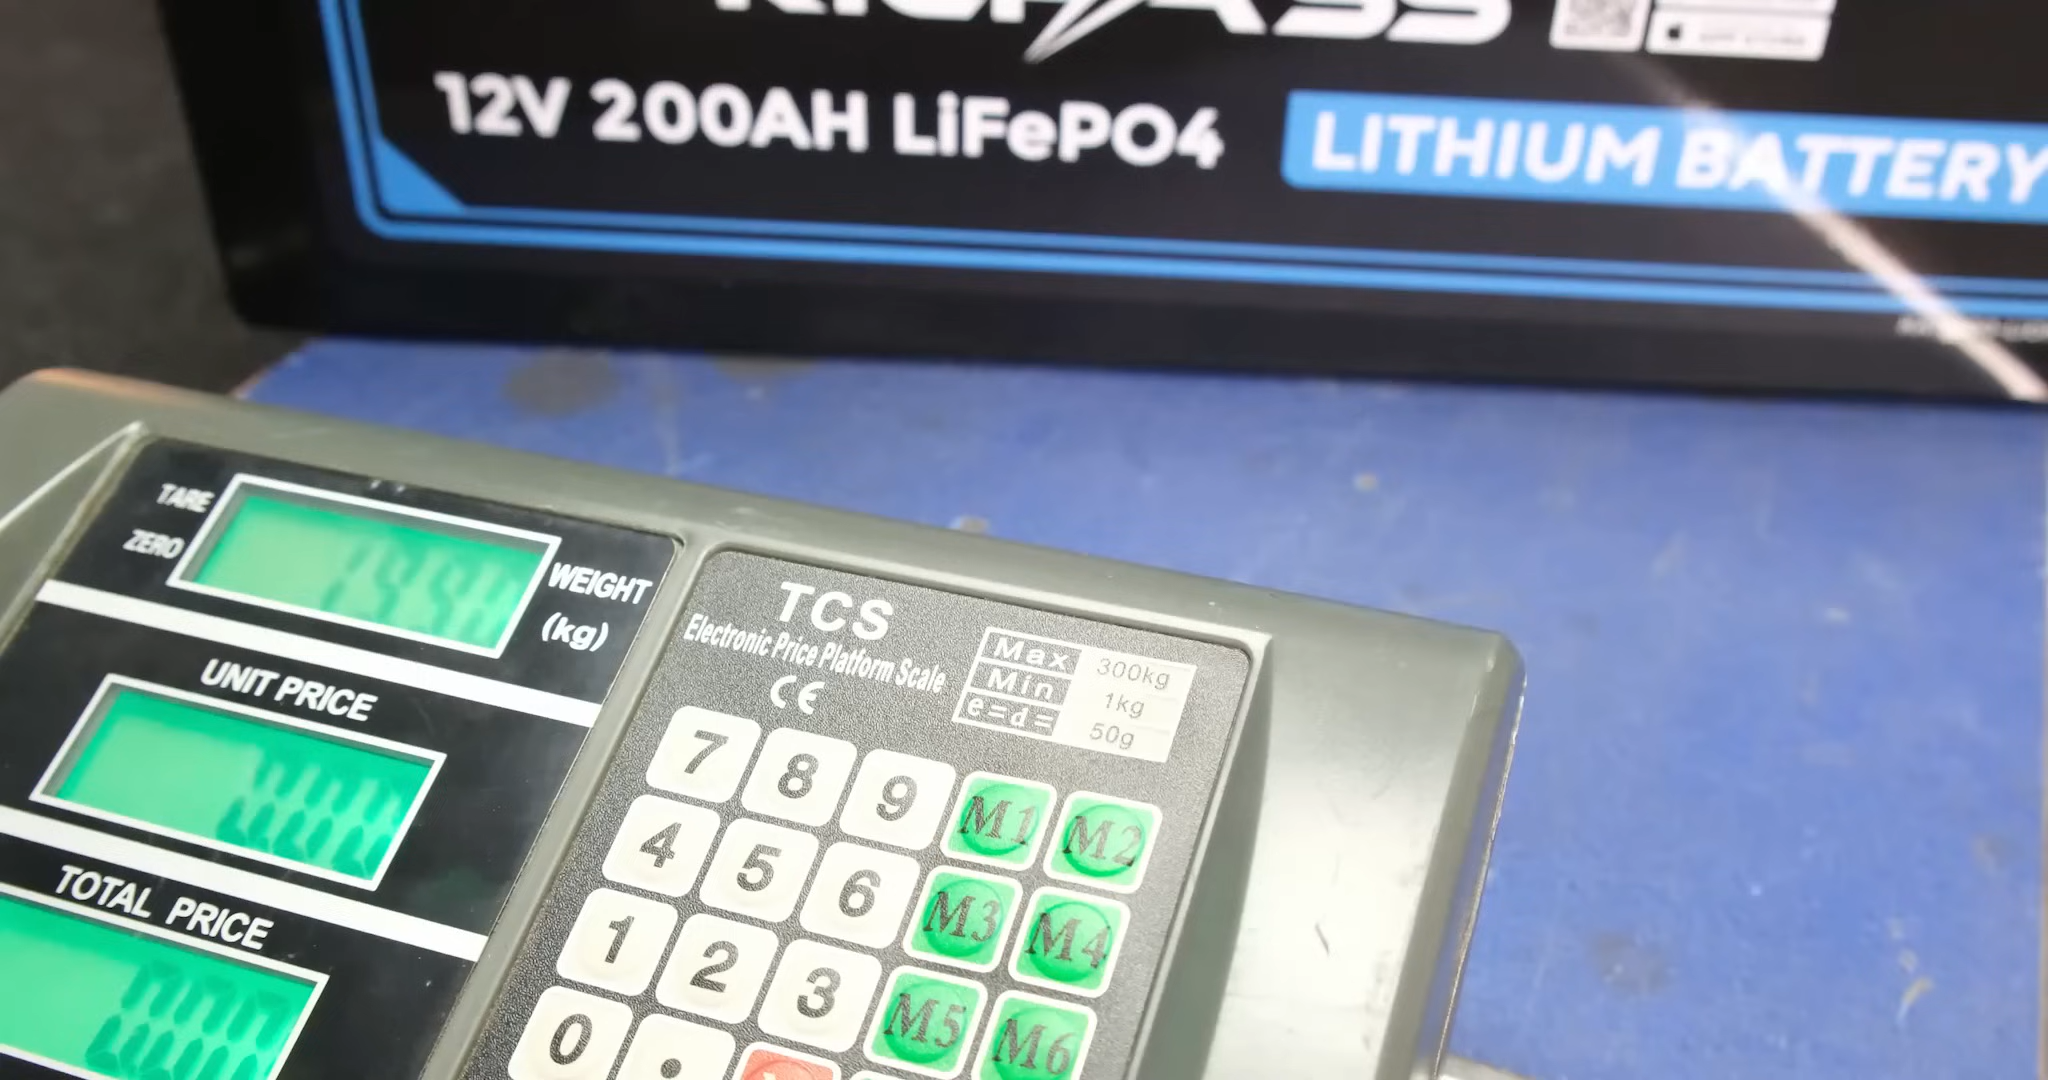 12V 200AH LiFePO4
LITHIUM BATTERY
TARE
ZERO
WEIGHT
(kg)
UNIT PRICE
TOTAL PRICE
TCS
Electronic Price Platform Scale
CE
Max 300kg
Min 1kg
e=d= 50g
7 8 9 M1 M2
4 5 6 M3 M4
1 2 3 M5 M6
0 .